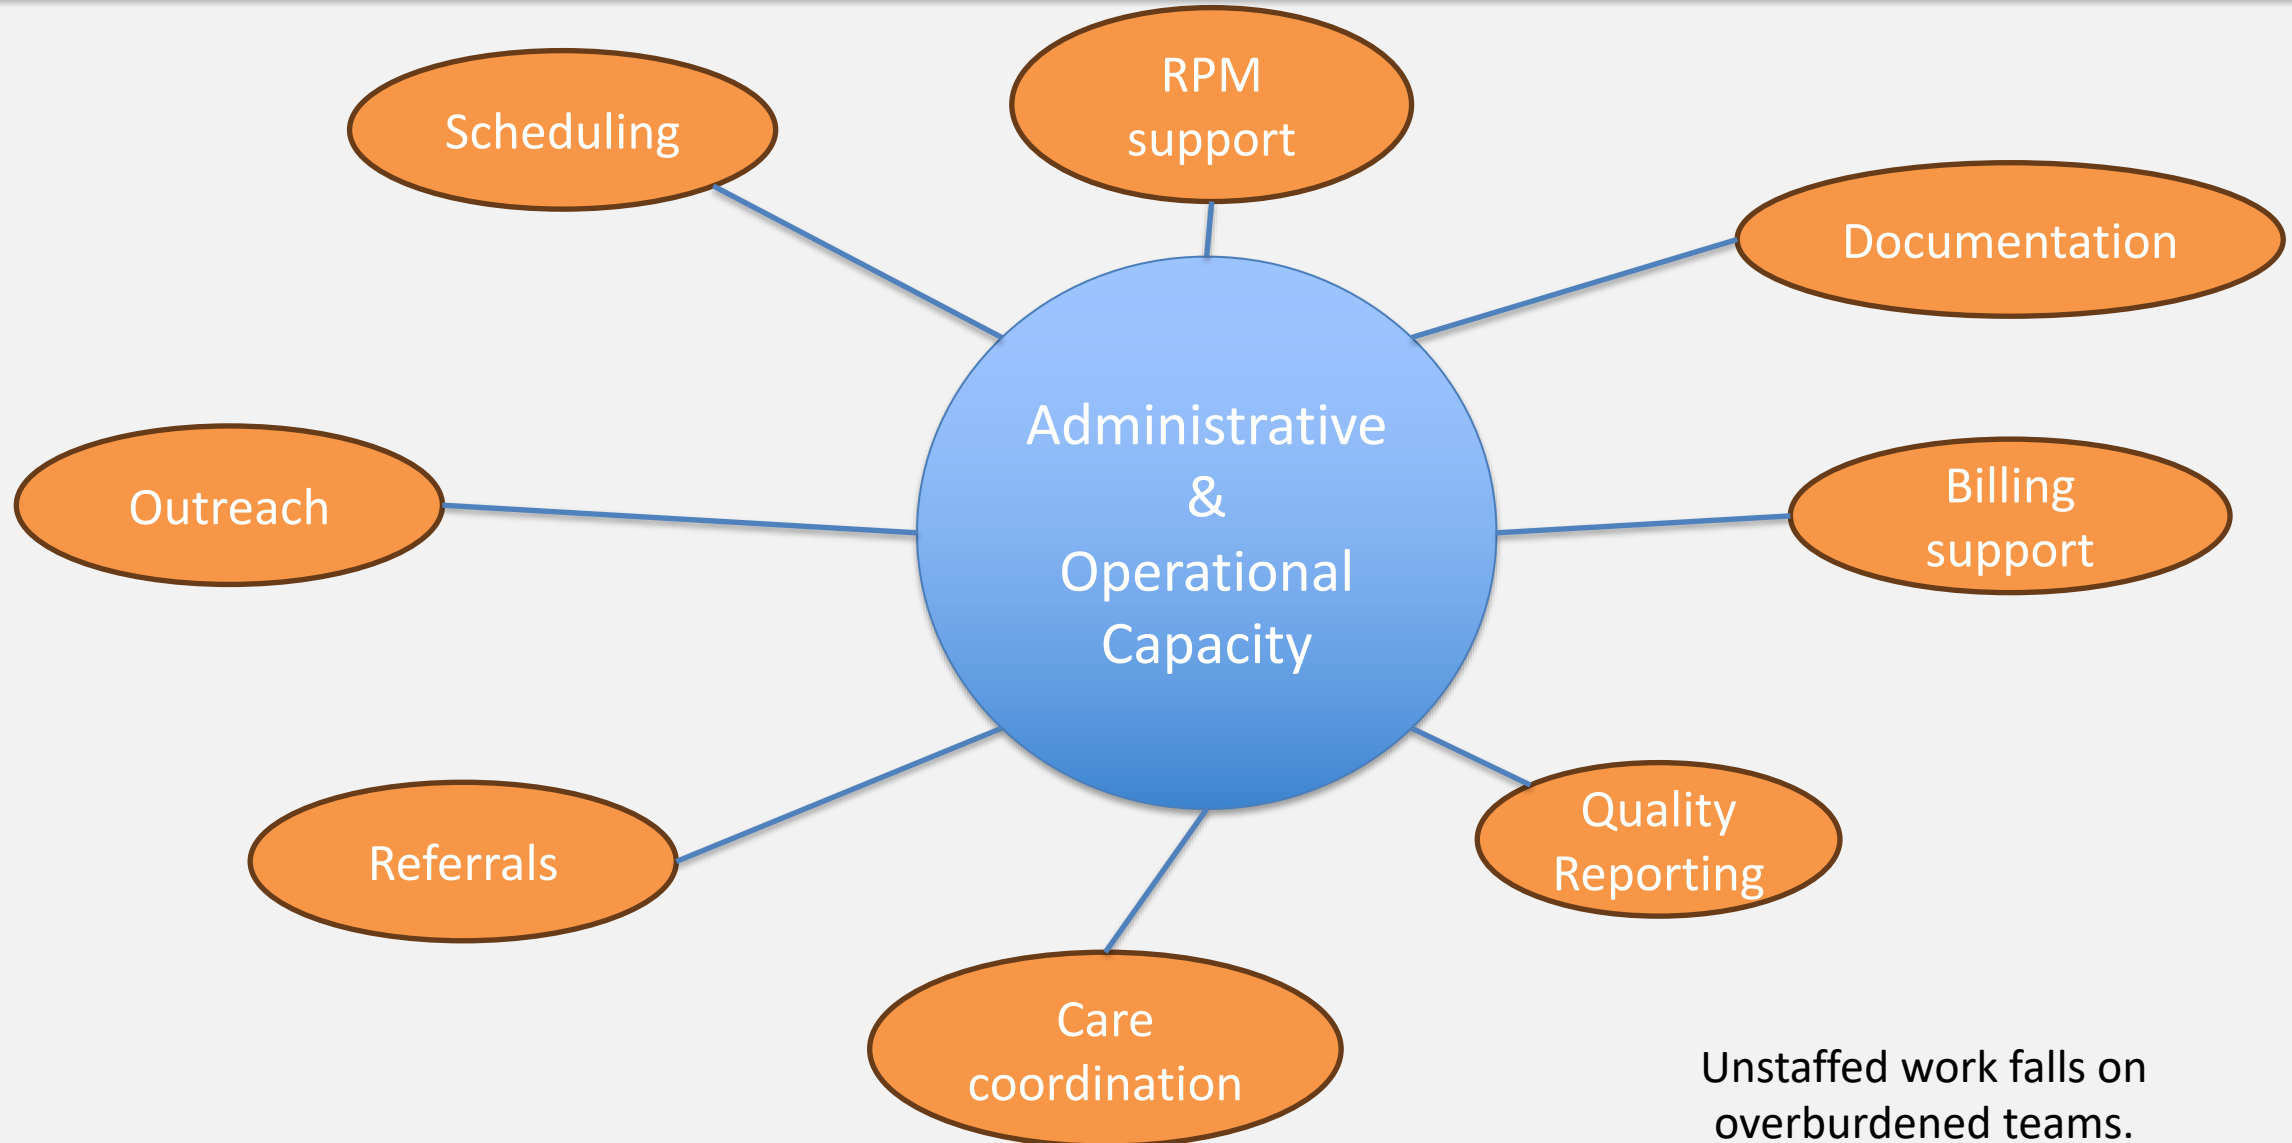 RPM
support
Scheduling
Documentation
Administrative
&
Operational
Capacity
Outreach
Billing
support
Referrals
Quality
Reporting
Care
coordination
Unstaffed work falls on
overburdened teams.